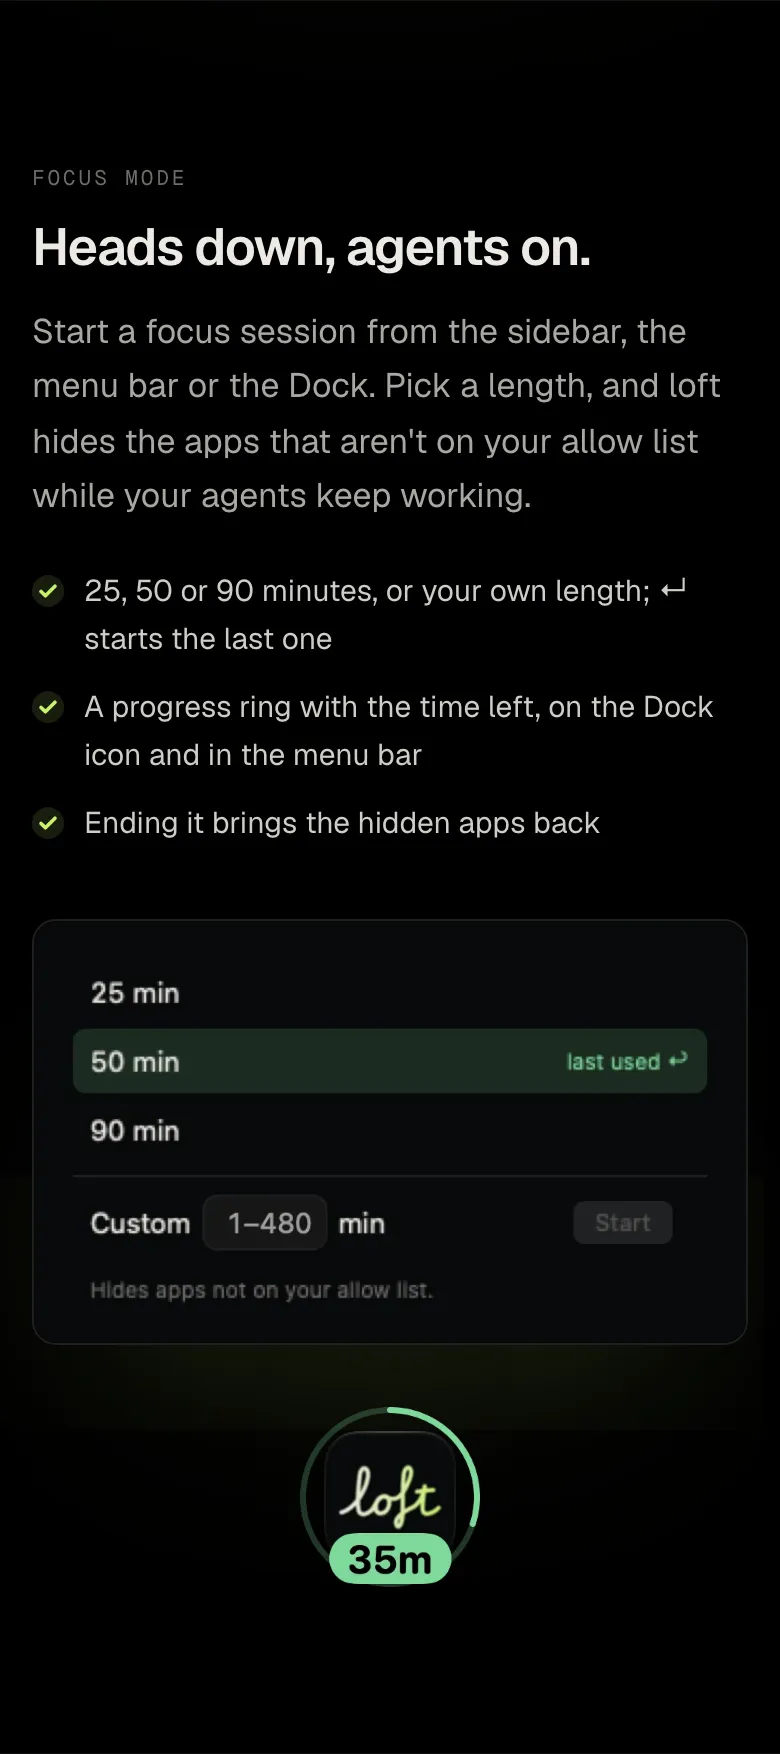 FOCUS MODE
Heads down, agents on.
Start a focus session from the sidebar, the
menu bar or the Dock. Pick a length, and loft
hides the apps that aren't on your allow list
while your agents keep working.
25, 50 or 90 minutes, or your own length; ↵
starts the last one
A progress ring with the time left, on the Dock
icon and in the menu bar
Ending it brings the hidden apps back
25 min
50 min last used ↵
90 min
Custom 1–480 min Start
Hides apps not on your allow list.
loft
35m